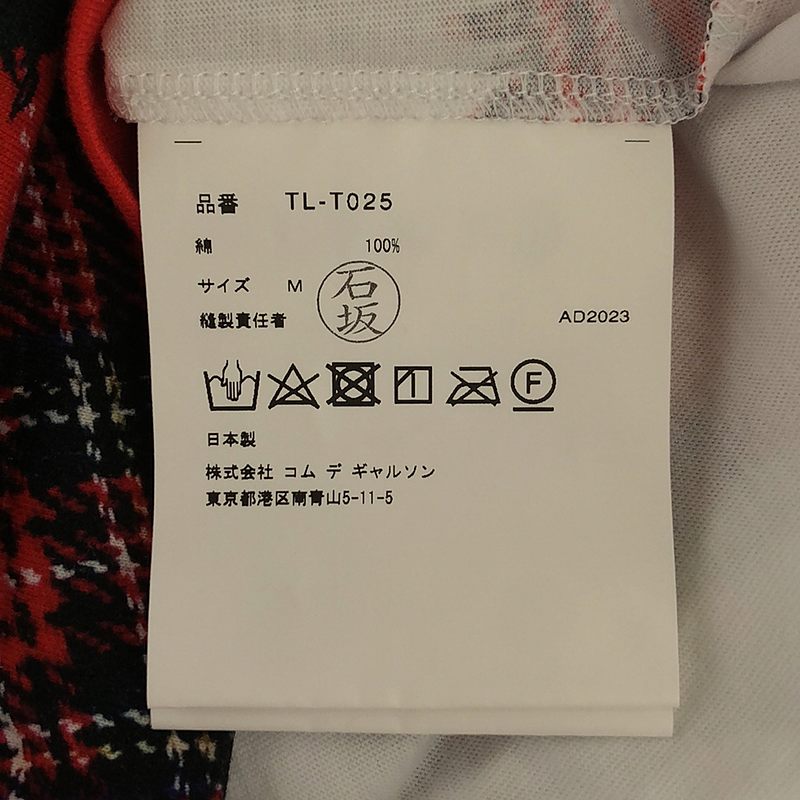 品番 TL-T025
綿 100%
サイズ M
石坂
縫製責任者 AD2023
F
日本製
株式会社 コム デ ギャルソン
東京都港区南青山5-11-5